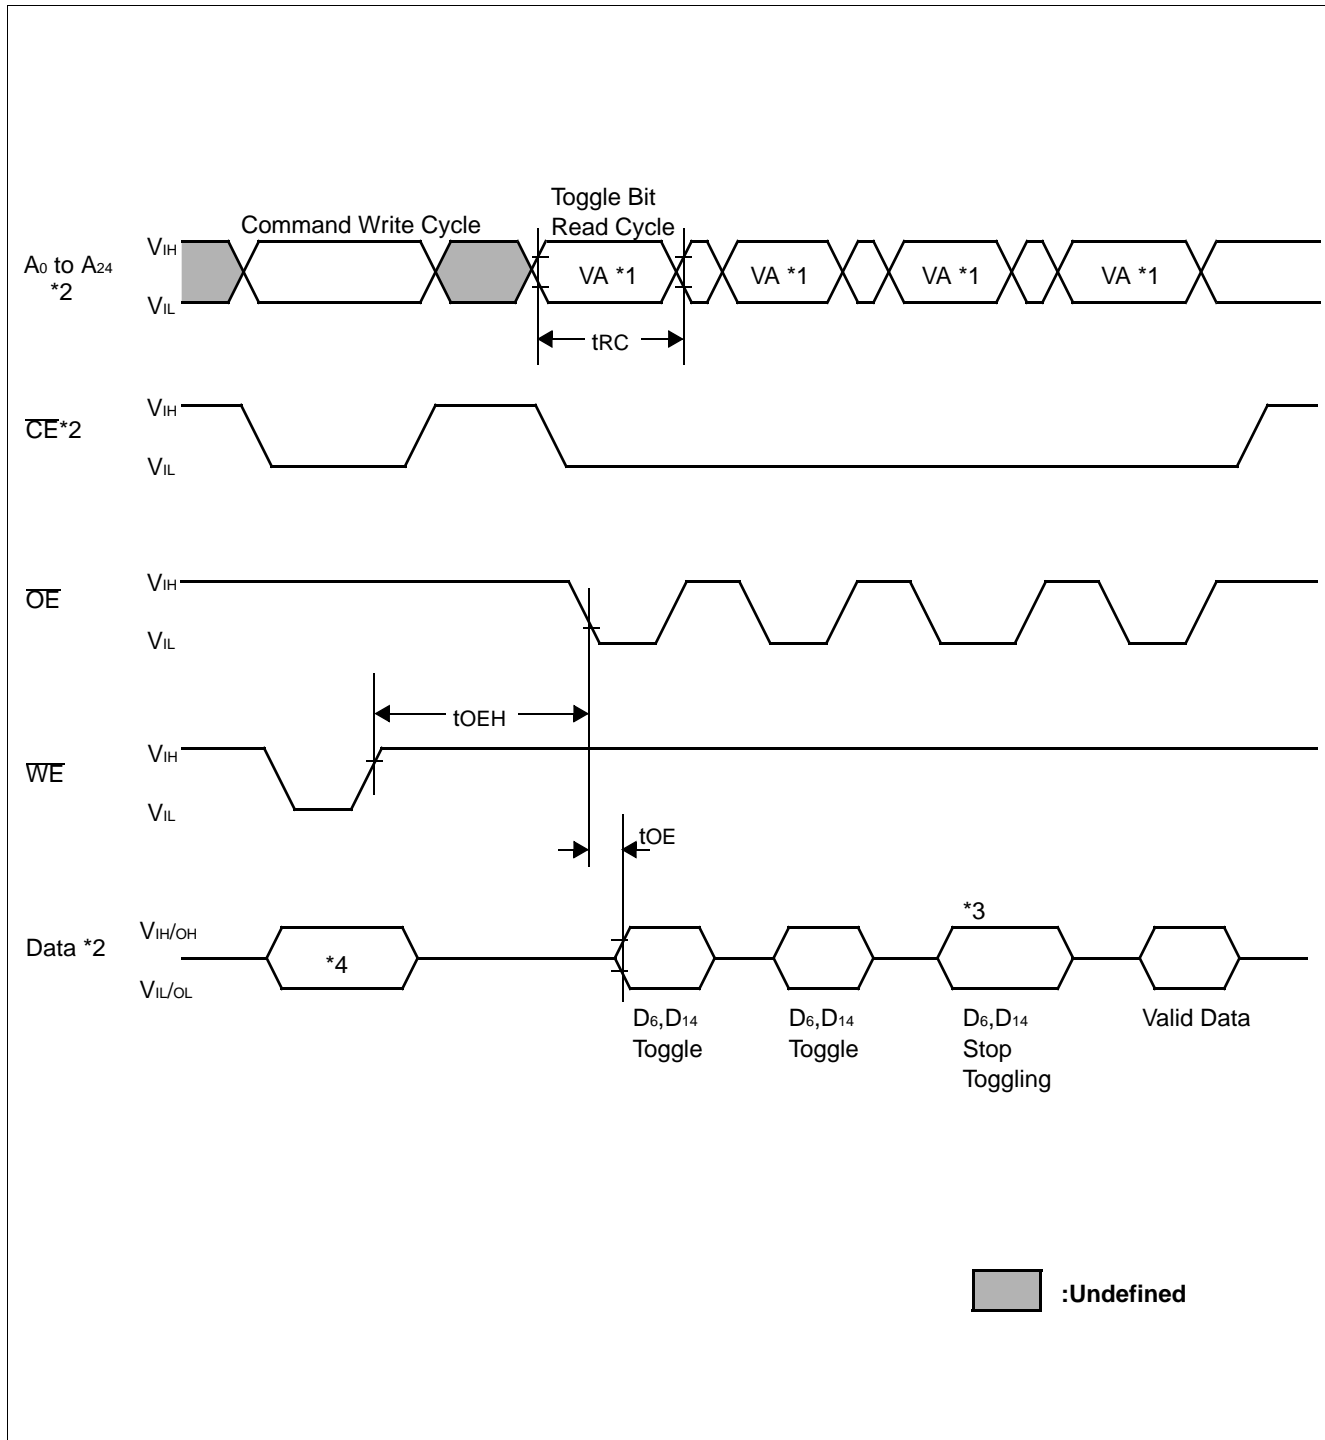 Toggle Bit
Command Write Cycle Read Cycle
VIH
A0 to A24 VA *1 VA *1 VA *1 VA *1
*2
VIL
tRC
VIH
CE*2
VIL
VIH
OE
VIL
tOEH
VIH
WE
VIL
tOE
*3
VIH/OH
Data *2
*4
VIL/OL
D6,D14 D6,D14 D6,D14 Valid Data
Toggle Toggle Stop
Toggling
:Undefined